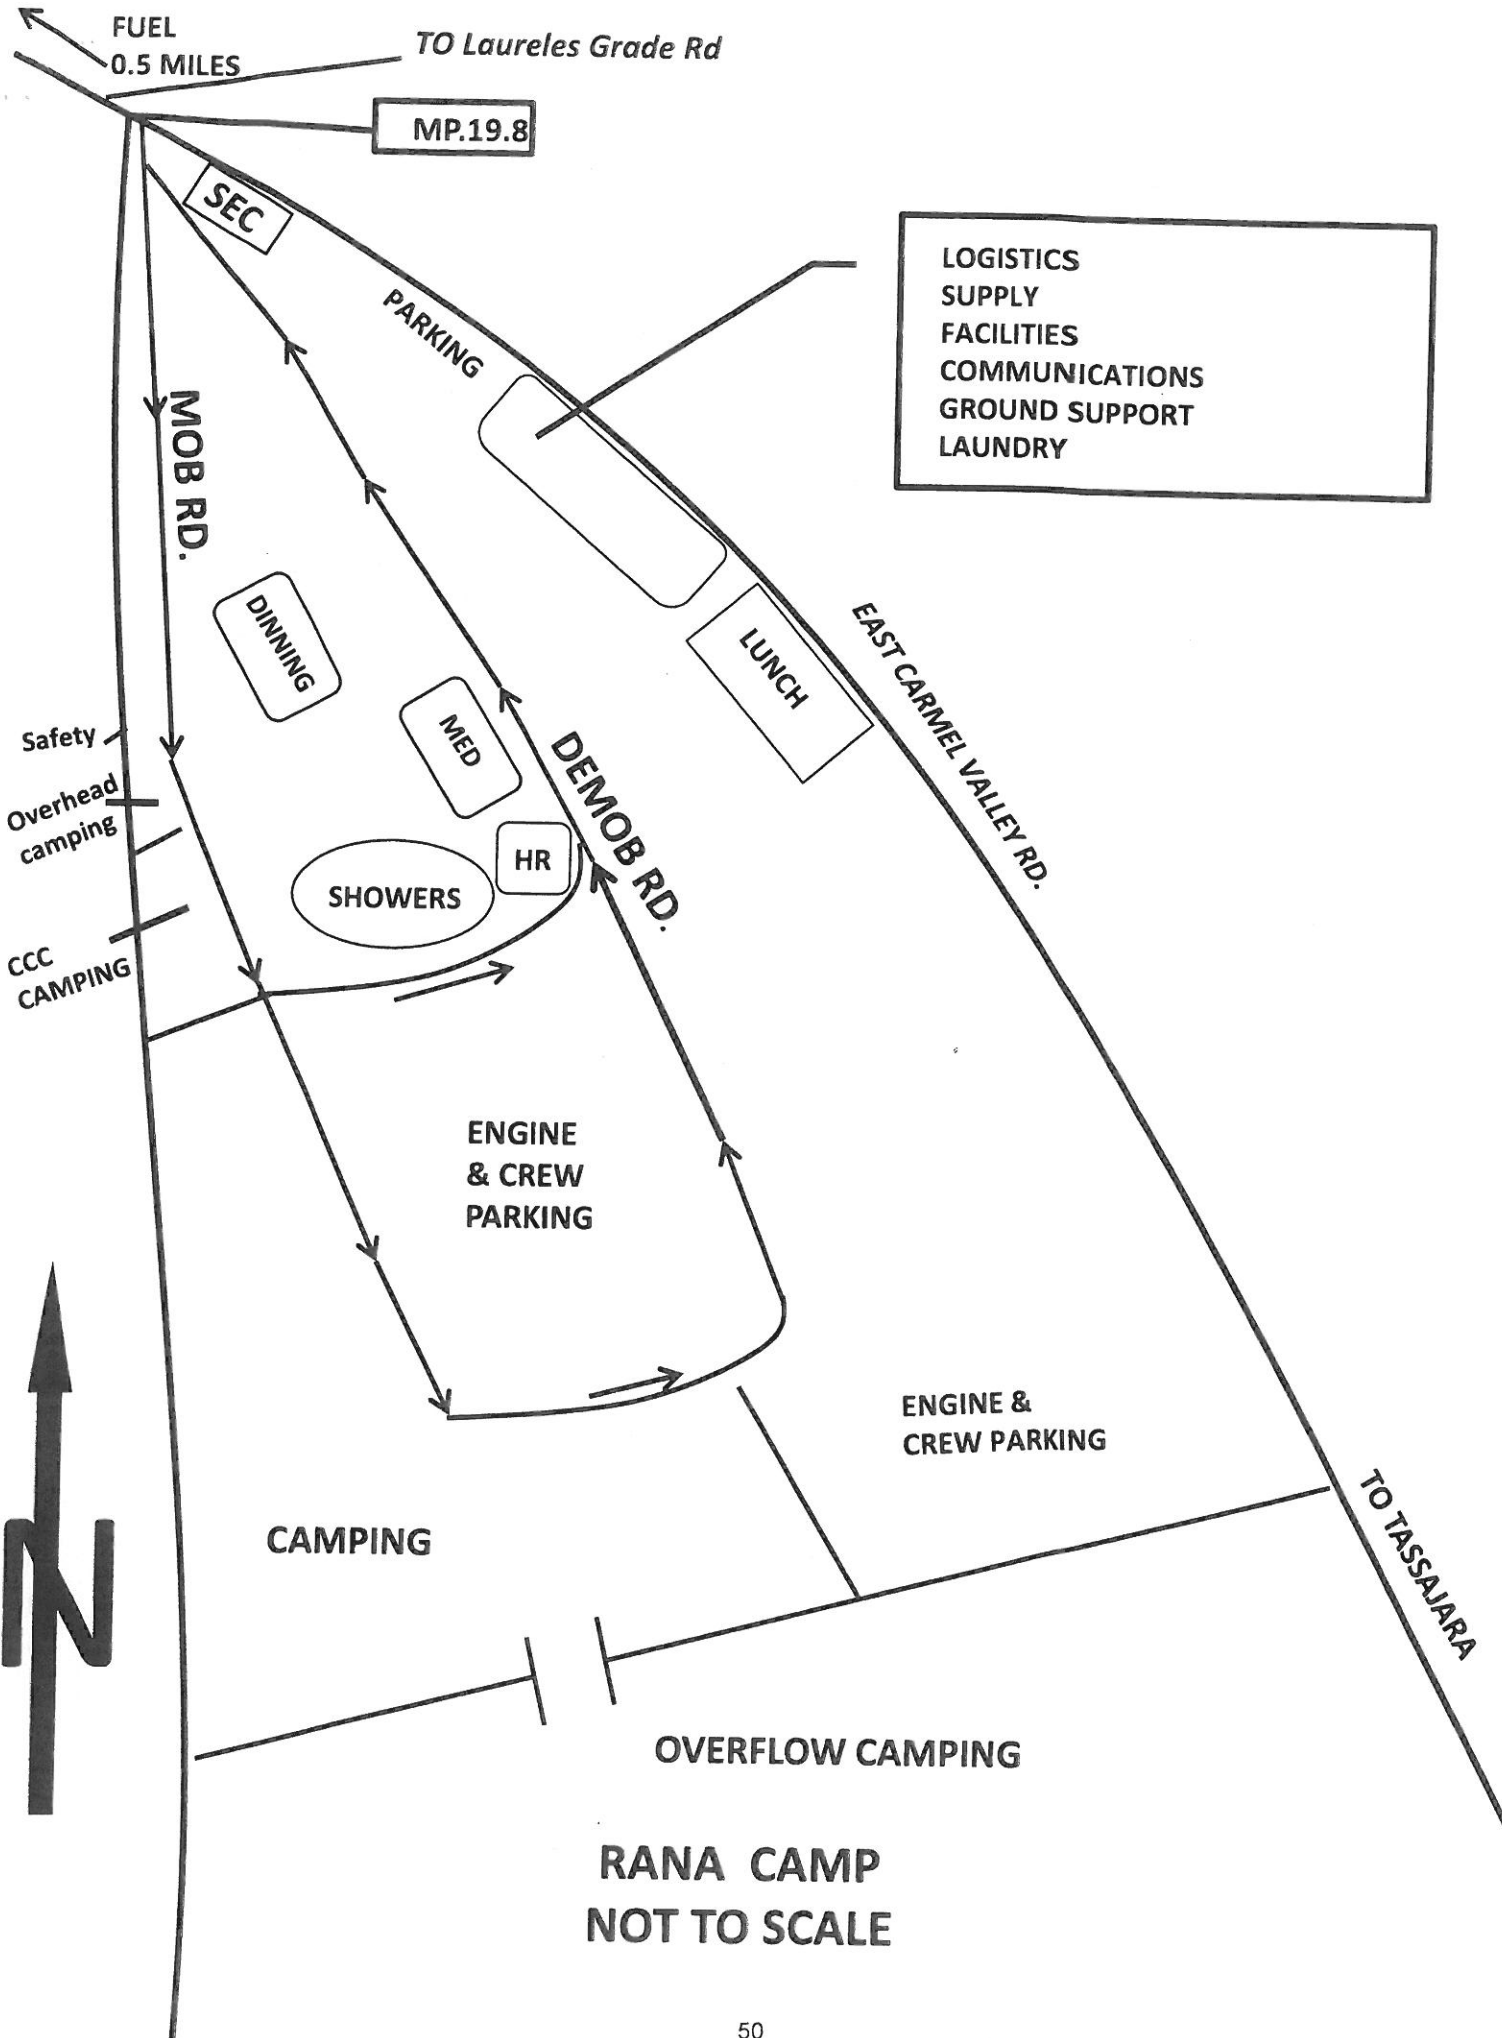 FUEL
0.5 MILES
TO Laureles Grade Rd
MP.19.8
SEC
PARKING
LOGISTICS
SUPPLY
FACILITIES
COMMUNICATIONS
GROUND SUPPORT
LAUNDRY
MOB RD.
DINNING
MED
LUNCH
EAST CARMEL VALLEY RD.
Safety
Overhead
camping
DEMOB RD.
HR
SHOWERS
CCC
CAMPING
ENGINE
& CREW
PARKING
ENGINE &
CREW PARKING
TO TASSAJARA
N
CAMPING
OVERFLOW CAMPING
RANA CAMP
NOT TO SCALE
50